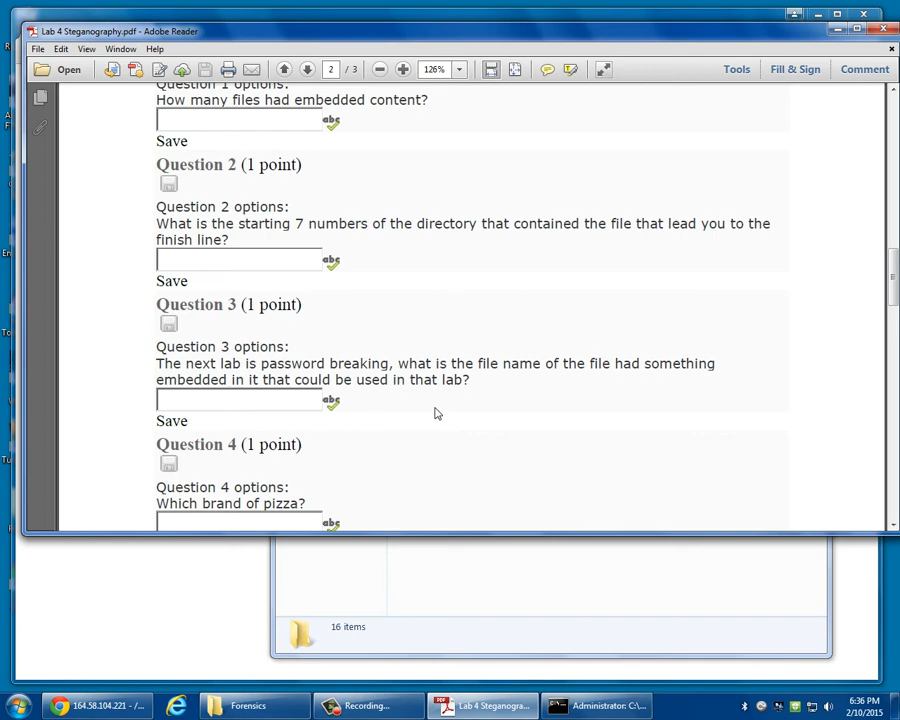 Lab 4 Steganography.pdf - Adobe Reader
File Edit View Window Help
Open 2 / 3 126% Tools Fill & Sign Comment
Question 1 options:
How many files had embedded content?
abc
Save
Question 2 (1 point)
Question 2 options:
What is the starting 7 numbers of the directory that contained the file that lead you to the
finish line?
abc
Save
Question 3 (1 point)
Question 3 options:
The next lab is password breaking, what is the file name of the file had something
embedded in it that could be used in that lab?
abc
Save
Question 4 (1 point)
Question 4 options:
Which brand of pizza?
abc
16 items
164.58.104.221 - /...
Forensics
Recording...
Lab 4 Steganogra...
Administrator: C:\...
6:36 PM
2/10/2015